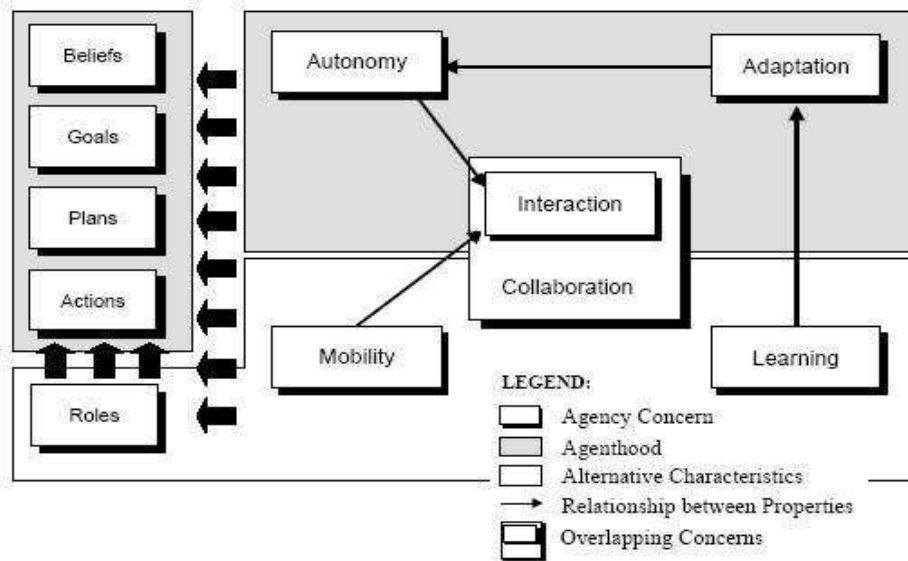 Beliefs
Goals
Plans
Actions
Roles
Autonomy
Adaptation
Interaction
Collaboration
Mobility
Learning
LEGEND:
Agency Concern
Agenthood
Alternative Characteristics
Relationship between Properties
Overlapping Concerns